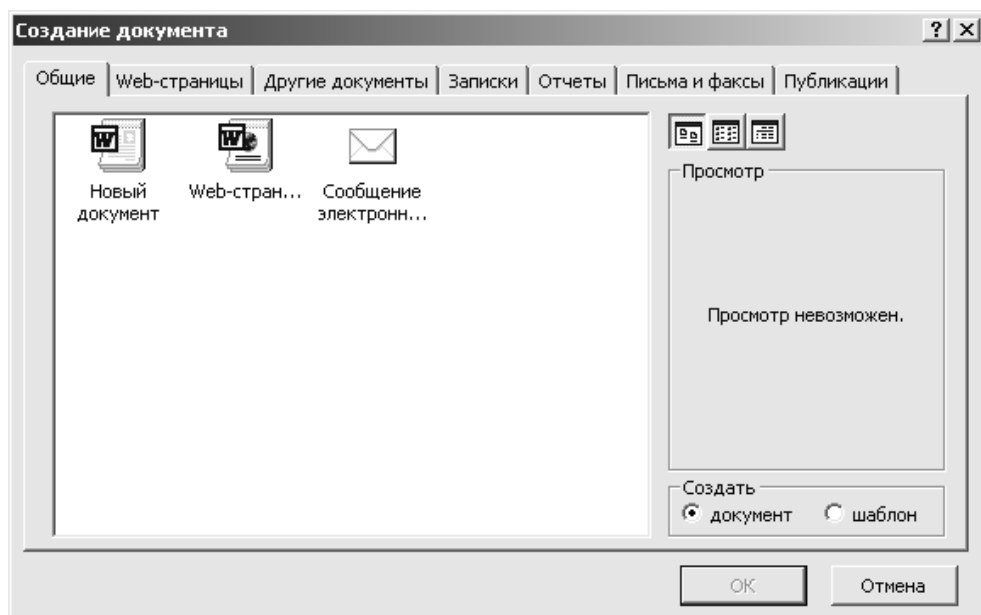 Создание документа
Общие Web-страницы Другие документы Записки Отчеты Письма и факсы Публикации
Новый документ
Web-стран...
Сообщение электронн...
Просмотр
Просмотр невозможен.
Создать
документ шаблон
OK Отмена